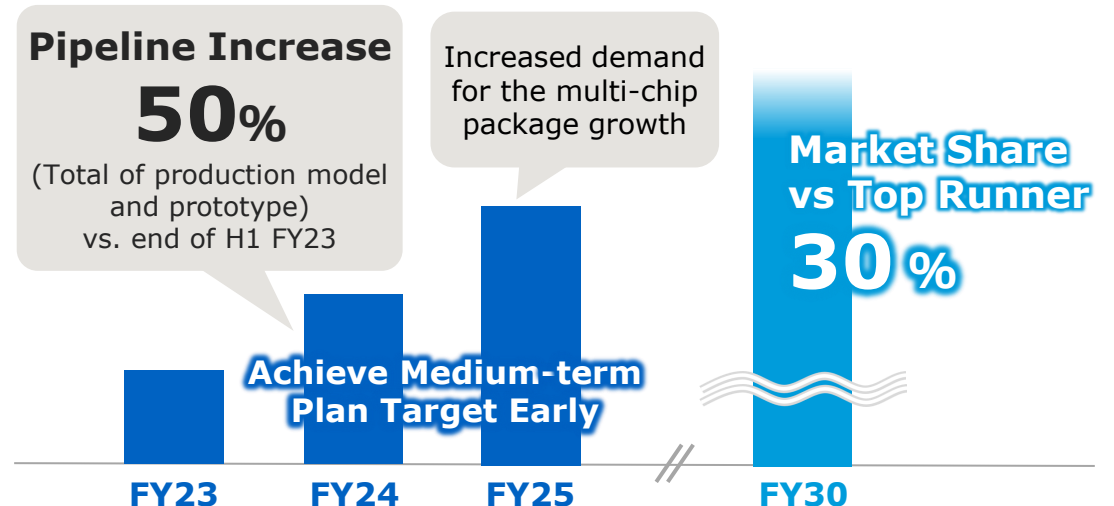 Pipeline Increase
50%
(Total of production model
and prototype)
vs. end of H1 FY23
Increased demand
for the multi-chip
package growth
Market Share
vs Top Runner
30 %
Achieve Medium-term
Plan Target Early
FY23
FY24
FY25
FY30